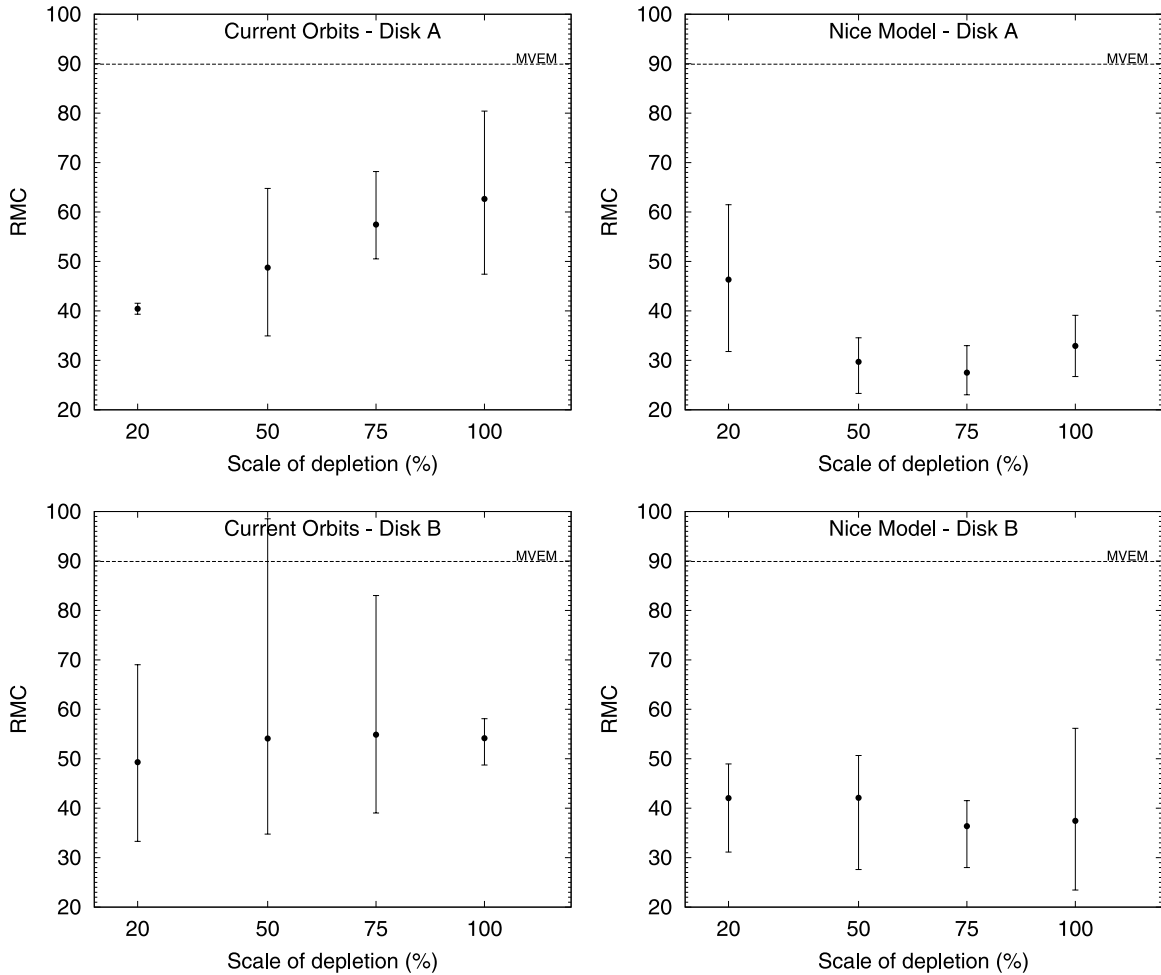 Current Orbits - Disk A
MVEM
100
90
80
70
60
50
40
30
20
RMC
20 50 75 100
Scale of depletion (%)
Nice Model - Disk A
MVEM
100
90
80
70
60
50
40
30
20
RMC
20 50 75 100
Scale of depletion (%)
Current Orbits - Disk B
MVEM
100
90
80
70
60
50
40
30
20
RMC
20 50 75 100
Scale of depletion (%)
Nice Model - Disk B
MVEM
100
90
80
70
60
50
40
30
20
RMC
20 50 75 100
Scale of depletion (%)